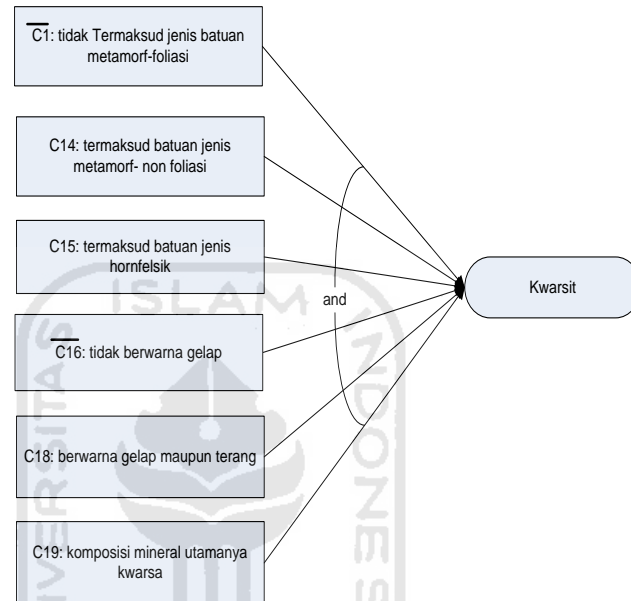 C1: tidak Termaksud jenis batuan
metamorf-foliasi
C14: termaksud batuan jenis
metamorf- non foliasi
C15: termaksud batuan jenis
hornfelsik
C16: tidak berwarna gelap
C18: berwarna gelap maupun terang
C19: komposisi mineral utamanya
kwarsa
and
Kwarsit
ISLAM